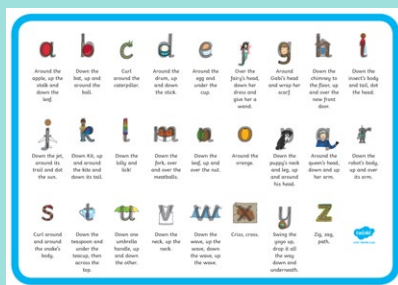 a b c d e f g h i
Around the
apple, up the
stalk and
down the
leaf.
Down the
bat, up and
around the
ball.
Curl
around the
caterpillar.
Around the
drum, up
and down
the stick.
Around the
egg and
under the
cup.
Over the
fairy's head,
down her
dress and
give her a
wand.
Around
Gabi's head
and wrap her
scarf.
Down the
chimney to
the floor, up
and over the
new front
door.
Down the
insect's body
and tail, dot
the head.
j k l m n o p q r
Down the jet,
around its
trail and dot
the sun.
Down Kit, up
and around
the kite and
down its tail.
Down the
lolly and
lick!
Down the
fork, over
and over the
meatballs.
Down the
leaf, up and
over the nut.
Around the
orange.
Down the
puppy's neck
and leg, up
and around
his head.
Around the
queen's head,
down and up
her arm.
Down the
robot's body,
up and over
its arm.
s t u v w x y z
Curl around
and around
the snake's
body.
Down the
teaspoon and
under the
teacup, then
across the
top.
Down one
umbrella
handle, up
and down
the other.
Down the
neck, up the
neck.
Down the
wave, up the
wave, down
the wave, up
the wave.
Criss, cross.
Swing the
yoyo up,
drop it all
the way
down and
underneath.
Zig, zag,
zig.
twinkl